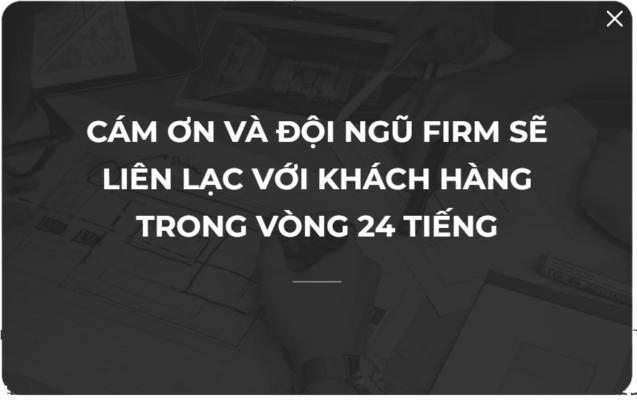 CÁM ƠN VÀ ĐỘI NGŨ FIRM SẼ
LIÊN LẠC VỚI KHÁCH HÀNG
TRONG VÒNG 24 TIẾNG